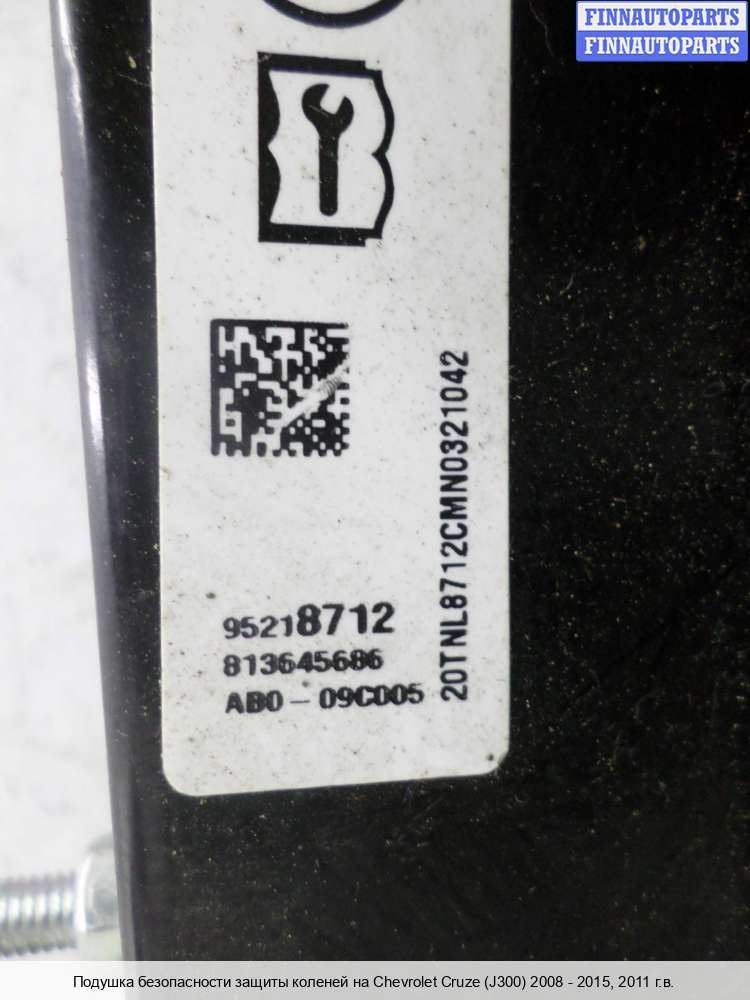 FINNAUTOPARTS
FINNAUTOPARTS
95218712
813645686
AB0-09C005
20TNL8712CMN0321042
Подушка безопасности защиты коленей на Chevrolet Cruze (J300) 2008 - 2015, 2011 г.в.